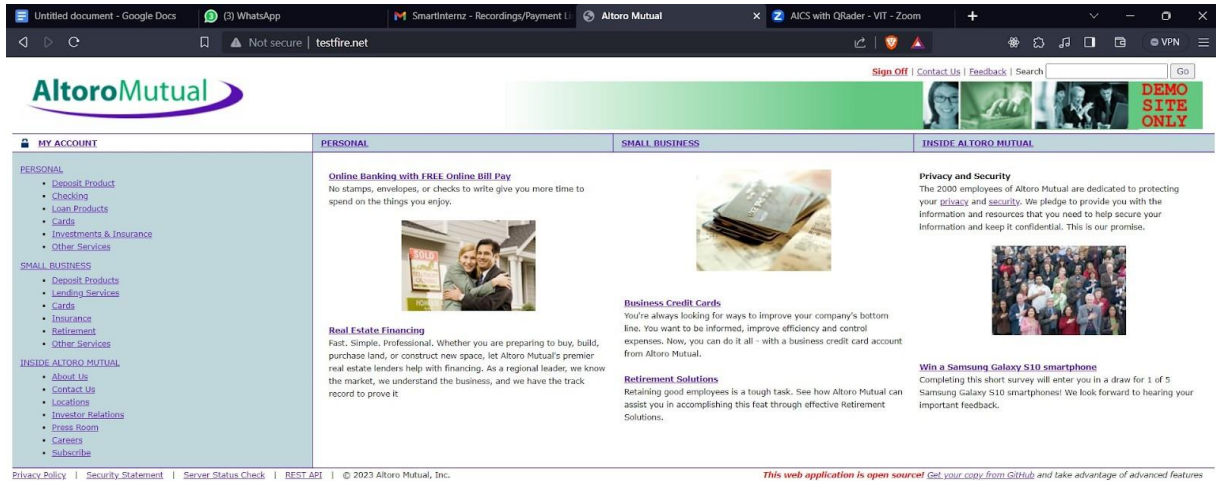 Untitled document - Google Docs
(3) WhatsApp
SmartInternz - Recordings/Payment Li
Altoro Mutual
AICS with QRader - VIT - Zoom
Not secure | testfire.net
VPN
Sign Off | Contact Us | Feedback | Search
Go
AltoroMutual
DEMO
SITE
ONLY
MY ACCOUNT
PERSONAL
SMALL BUSINESS
INSIDE ALTORO MUTUAL
PERSONAL
Deposit Product
Checking
Loan Products
Cards
Investments & Insurance
Other Services
SMALL BUSINESS
Deposit Products
Lending Services
Cards
Insurance
Retirement
Other Services
INSIDE ALTORO MUTUAL
About Us
Contact Us
Locations
Investor Relations
Press Room
Careers
Subscribe
Online Banking with FREE Online Bill Pay
No stamps, envelopes, or checks to write give you more time to
spend on the things you enjoy.
SOLD
Real Estate Financing
Fast. Simple. Professional. Whether you are preparing to buy, build,
purchase land, or construct new space, let Altoro Mutual's premier
real estate lenders help with financing. As a regional leader, we know
the market, we understand the business, and we have the track
record to prove it
Business Credit Cards
You're always looking for ways to improve your company's bottom
line. You want to be informed, improve efficiency and control
expenses. Now, you can do it all - with a business credit card account
from Altoro Mutual.
Retirement Solutions
Retaining good employees is a tough task. See how Altoro Mutual can
assist you in accomplishing this feat through effective Retirement
Solutions.
Privacy and Security
The 2000 employees of Altoro Mutual are dedicated to protecting
your privacy and security. We pledge to provide you with the
information and resources that you need to help secure your
information and keep it confidential. This is our promise.
Win a Samsung Galaxy S10 smartphone
Completing this short survey will enter you in a draw for 1 of 5
Samsung Galaxy S10 smartphones! We look forward to hearing your
important feedback.
Privacy Policy | Security Statement | Server Status Check | REST API | © 2023 Altoro Mutual, Inc.
This web application is open source! Get your copy from GitHub and take advantage of advanced features